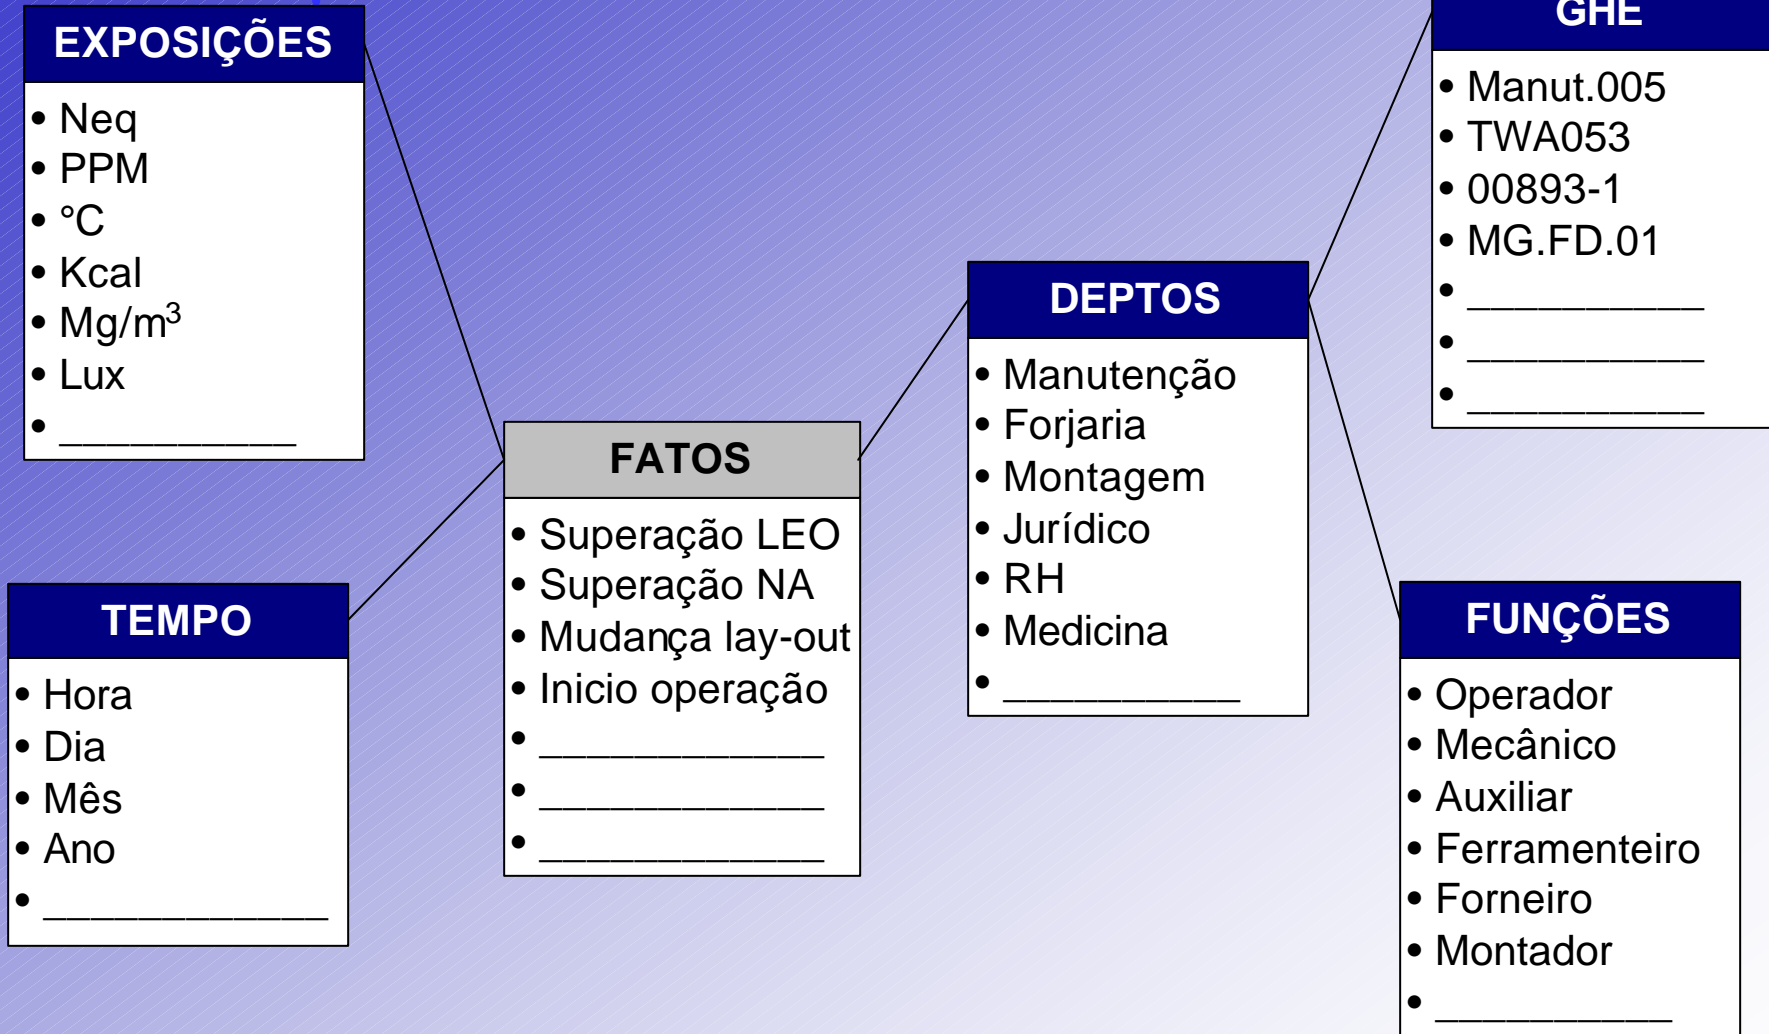 EXPOSIÇÕES
• Neq
• PPM
• °C
• Kcal
• Mg/m³
• Lux
• __________
TEMPO
• Hora
• Dia
• Mês
• Ano
• ____________
FATOS
• Superação LEO
• Superação NA
• Mudança lay-out
• Inicio operação
• ____________
• ____________
• ____________
DEPTOS
• Manutenção
• Forjaria
• Montagem
• Jurídico
• RH
• Medicina
• __________
GHE
• Manut.005
• TWA053
• 00893-1
• MG.FD.01
• __________
• __________
• __________
FUNÇÕES
• Operador
• Mecânico
• Auxiliar
• Ferramenteiro
• Forneiro
• Montador
• __________